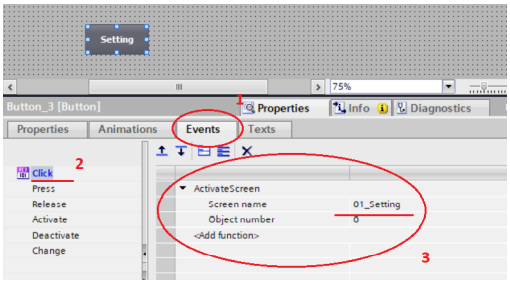 Setting
75%
Button_3 [Button]
1
Properties
Info
Diagnostics
Properties
Animations
Events
Texts
2
Click
Press
Release
Activate
Deactivate
Change
ActivateScreen
Screen name
01_Setting
Object number
0
<Add function>
3